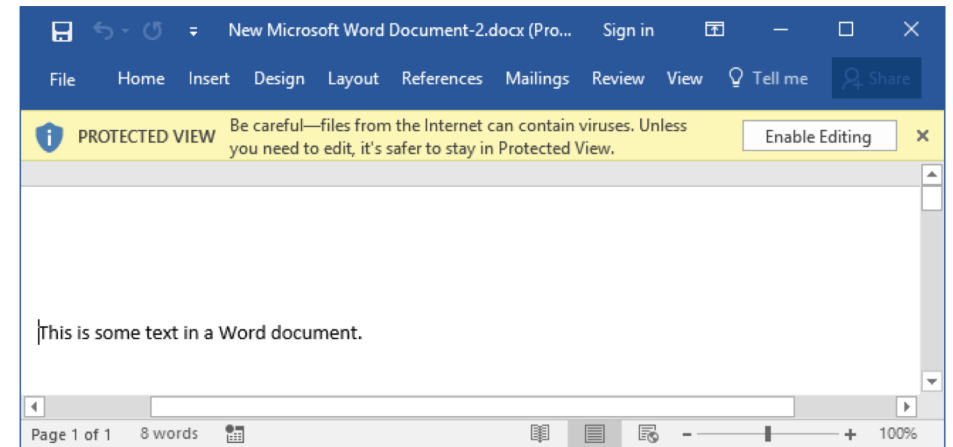 New Microsoft Word Document-2.docx (Pro... Sign in
File Home Insert Design Layout References Mailings Review View Tell me Share
PROTECTED VIEW Be careful—files from the Internet can contain viruses. Unless
you need to edit, it's safer to stay in Protected View. Enable Editing
This is some text in a Word document.
Page 1 of 1 8 words 100%